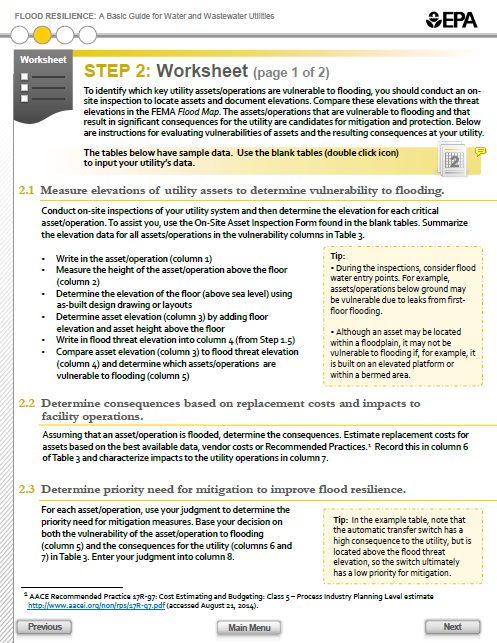 FLOOD RESILIENCE: A Basic Guide for Water and Wastewater Utilities
EPA
Worksheet
STEP 2: Worksheet (page 1 of 2)
To identify which key utility assets/operations are vulnerable to flooding, you should conduct an on-
site inspection to locate assets and document elevations. Compare these elevations with the threat
elevations in the FEMA Flood Map. The assets/operations that are vulnerable to flooding and that
result in significant consequences for the utility are candidates for mitigation and protection. Below
are instructions for evaluating vulnerabilities of assets and the resulting consequences at your utility.
The tables below have sample data. Use the blank tables (double click icon)
to input your utility's data.
2
2.1 Measure elevations of utility assets to determine vulnerability to flooding.
Conduct on-site inspections of your utility system and then determine the elevation for each critical
asset/operation. To assist you, use the On-Site Asset Inspection Form found in the blank tables. Summarize
the elevation data for all assets/operations in the vulnerability columns in Table 3.
• Write in the asset/operation (column 1)
• Measure the height of the asset/operation above the floor
(column 2)
• Determine the elevation of the floor (above sea level) using
as-built design drawing or layouts
• Determine asset elevation (column 3) by adding floor
elevation and asset height above the floor
• Write in flood threat elevation into column 4 (from Step 1.5)
• Compare asset elevation (column 3) to flood threat elevation
(column 4) and determine which assets/operations are
vulnerable to flooding (column 5)
Tip:
• During the inspections, consider flood
water entry points. For example,
assets/operations below ground may
be vulnerable due to leaks from first-
floor flooding.
• Although an asset may be located
within a floodplain, it may not be
vulnerable to flooding if, for example, it
is built on an elevated platform or
within a bermed area.
2.2 Determine consequences based on replacement costs and impacts to
facility operations.
Assuming that an asset/operation is flooded, determine the consequences. Estimate replacement costs for
assets based on the best available data, vendor costs or Recommended Practices.¹ Record this in column 6
of Table 3 and characterize impacts to the utility operations in column 7.
2.3 Determine priority need for mitigation to improve flood resilience.
For each asset/operation, use your judgment to determine the
priority need for mitigation measures. Base your decision on
both the vulnerability of the asset/operation to flooding
(column 5) and the consequences for the utility (columns 6 and
7) in Table 3. Enter your judgment into column 8.
Tip: In the example table, note that
the automatic transfer switch has a
high consequence to the utility, but is
located above the flood threat
elevation, so the switch ultimately
has a low priority for mitigation.
¹ AACE Recommended Practice 17R-97: Cost Estimating and Budgeting: Class 5 – Process Industry Planning Level estimate
http://www.aacei.org/non/rps/17R-97.pdf (accessed August 21, 2014).
Previous
Main Menu
Next